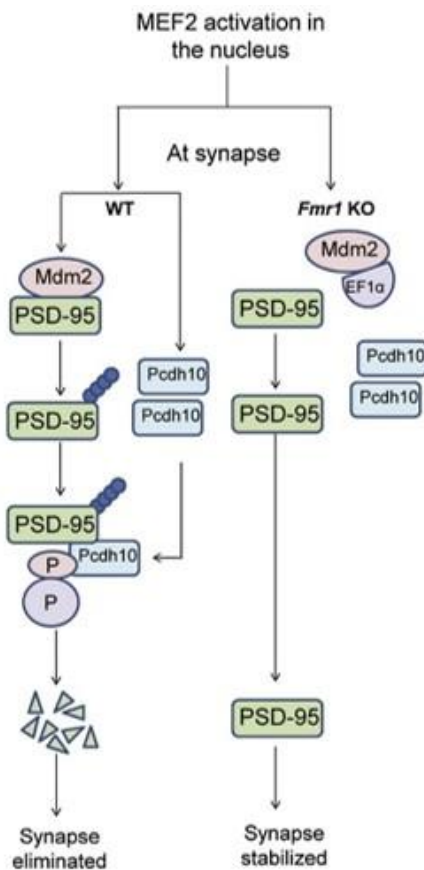 MEF2 activation in
the nucleus
At synapse
WT
Fmr1 KO
Mdm2
PSD-95
Mdm2
EF1α
PSD-95
Pcdh10
Pcdh10
Pcdh10
Pcdh10
PSD-95
PSD-95
PSD-95
Pcdh10
P
P
PSD-95
Synapse
eliminated
Synapse
stabilized